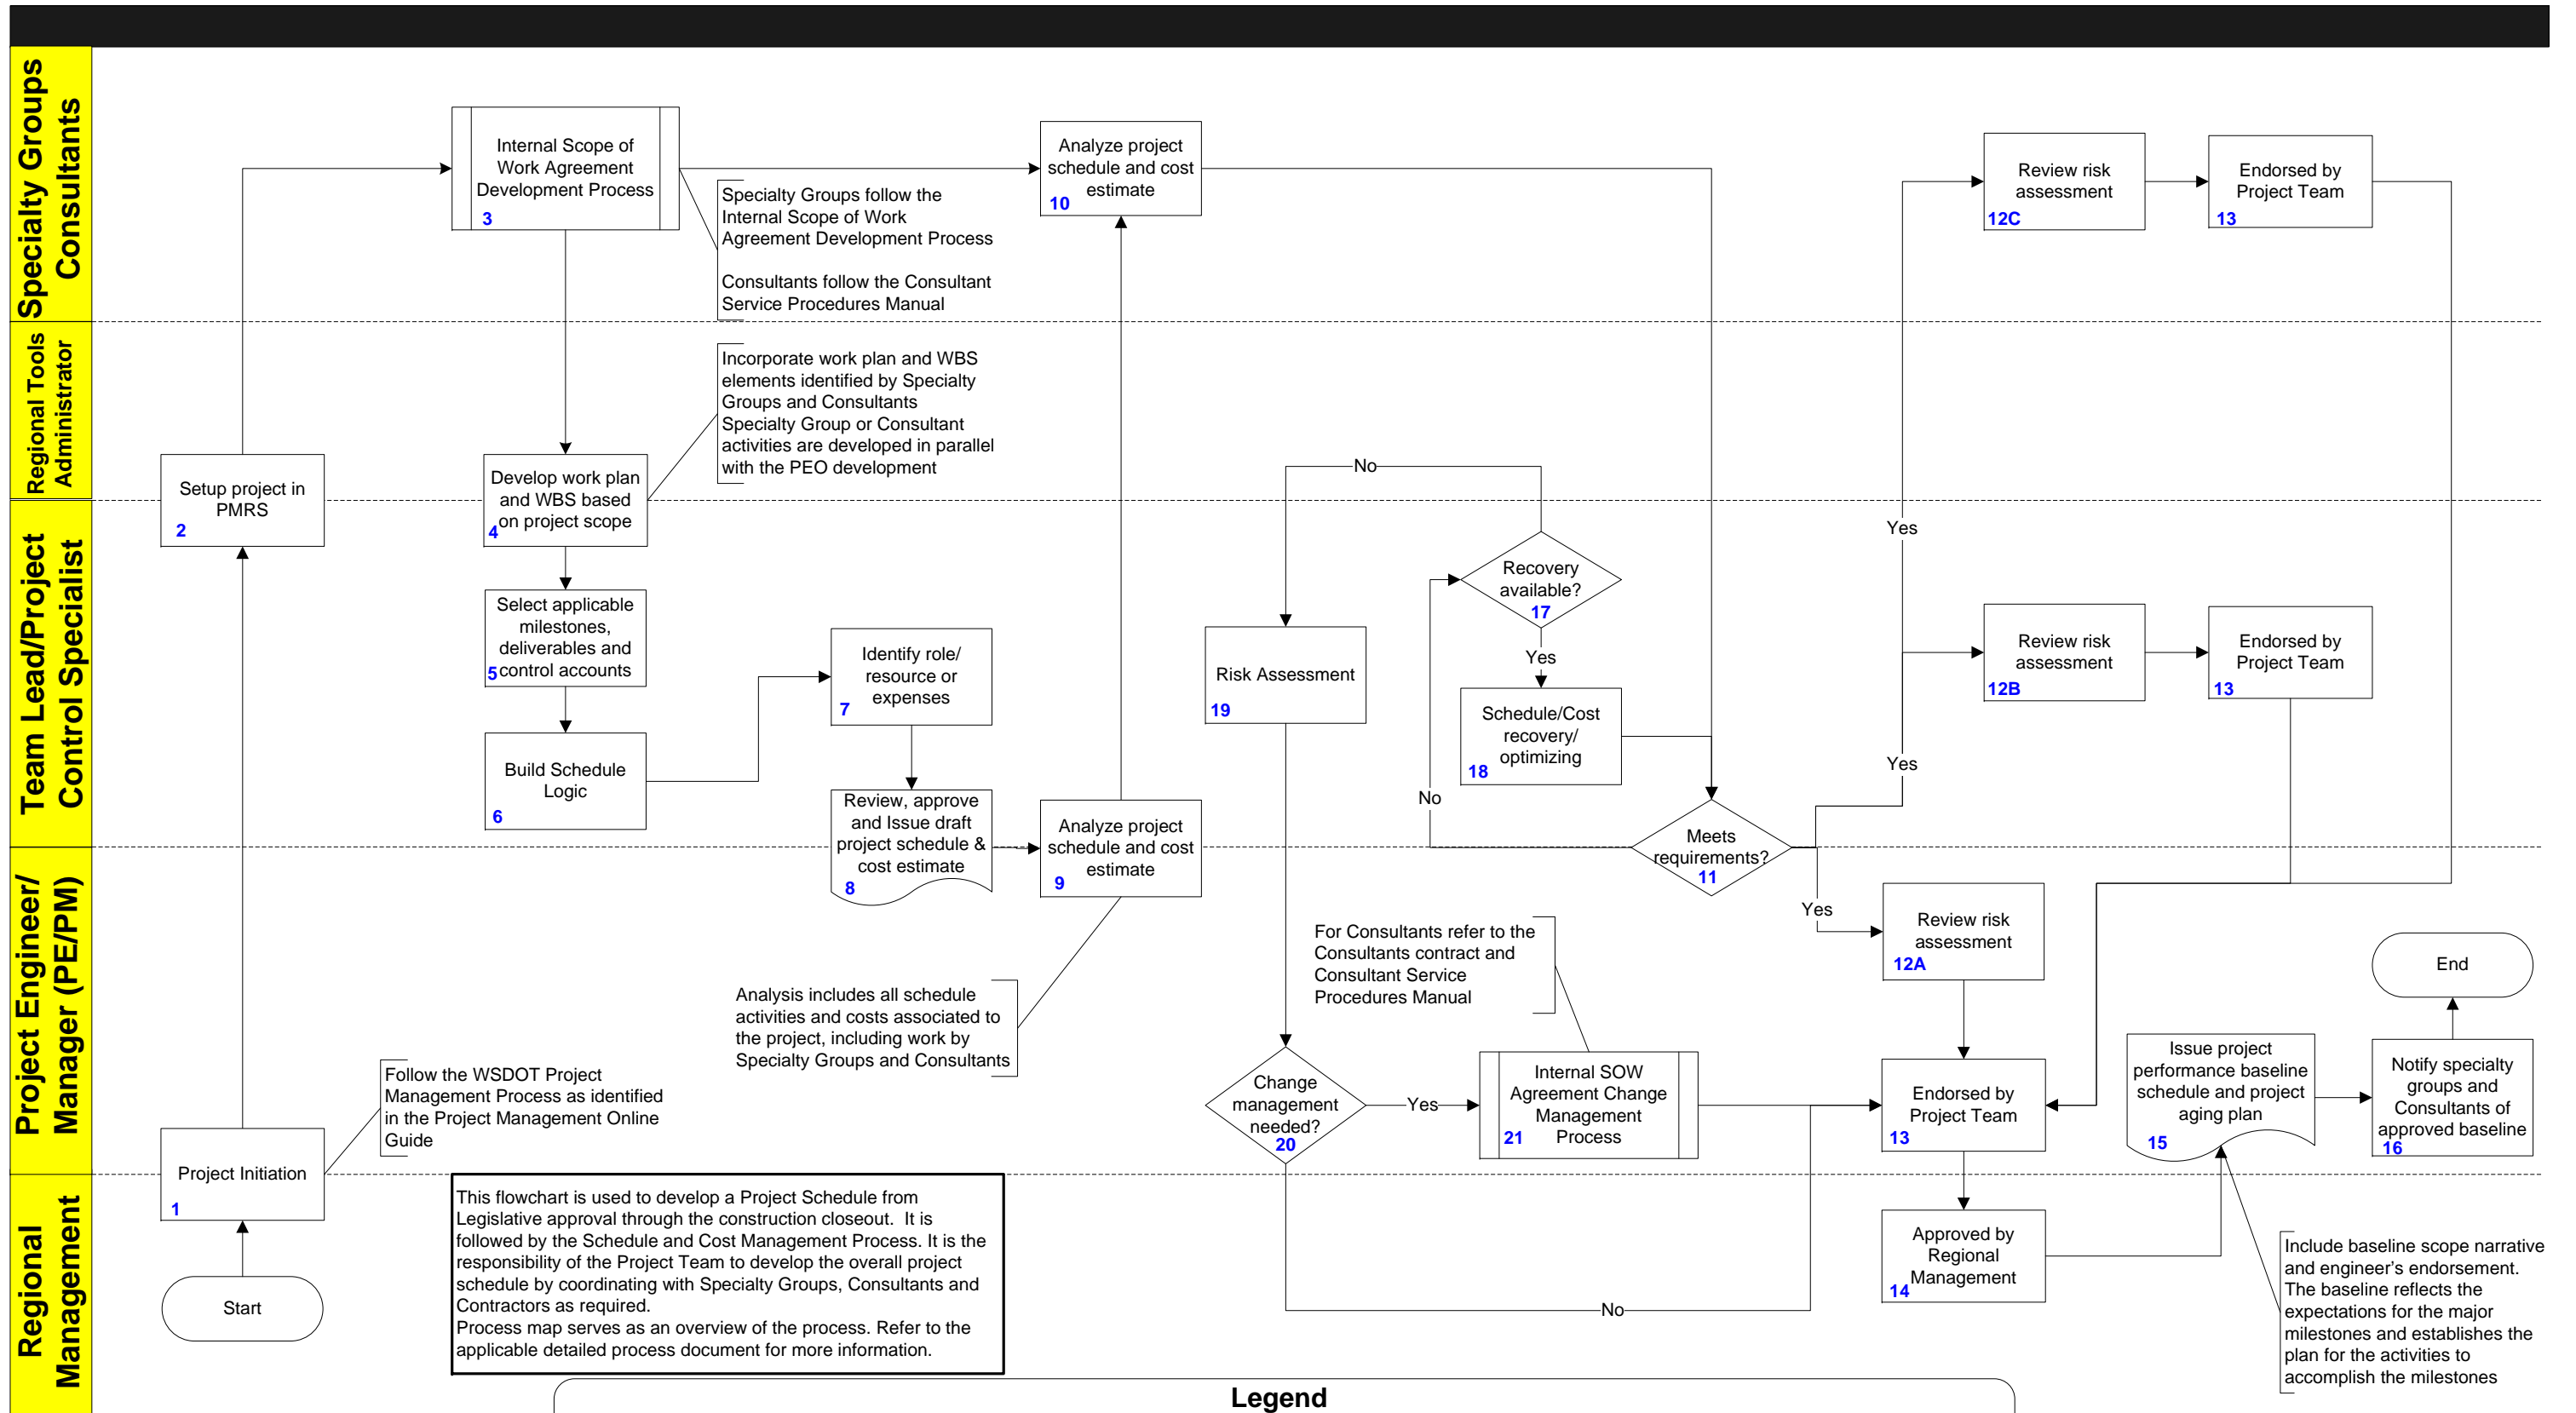 Specialty Groups
Consultants
Regional Tools
Administrator
Team Lead/Project
Control Specialist
Project Engineer/
Manager (PE/PM)
Regional
Management
Start
Project Initiation
1
Follow the WSDOT Project
Management Process as identified
in the Project Management Online
Guide
Setup project in
PMRS
2
Internal Scope of
Work Agreement
Development Process
3
Specialty Groups follow the
Internal Scope of Work
Agreement Development Process
Consultants follow the Consultant
Service Procedures Manual
Develop work plan
and WBS based
on project scope
4
Incorporate work plan and WBS
elements identified by Specialty
Groups and Consultants
Specialty Group or Consultant
activities are developed in parallel
with the PEO development
Select applicable
milestones,
deliverables and
control accounts
5
Build Schedule
Logic
6
Identify role/
resource or
expenses
7
Review, approve
and Issue draft
project schedule &
cost estimate
8
Analyze project
schedule and cost
estimate
9
Analysis includes all schedule
activities and costs associated to
the project, including work by
Specialty Groups and Consultants
Analyze project
schedule and cost
estimate
10
Meets
requirements?
11
No
Yes
Yes
Yes
Recovery
available?
17
No
Yes
Schedule/Cost
recovery/
optimizing
18
Risk Assessment
19
Change
management
needed?
20
Yes
No
For Consultants refer to the
Consultants contract and
Consultant Service
Procedures Manual
Internal SOW
Agreement Change
Management
Process
21
Review risk
assessment
12C
Endorsed by
Project Team
13
Review risk
assessment
12B
Endorsed by
Project Team
13
Review risk
assessment
12A
Endorsed by
Project Team
13
Approved by
Regional
Management
14
Issue project
performance baseline
schedule and project
aging plan
15
Notify specialty
groups and
Consultants of
approved baseline
16
End
Include baseline scope narrative
and engineer’s endorsement.
The baseline reflects the
expectations for the major
milestones and establishes the
plan for the activities to
accomplish the milestones
This flowchart is used to develop a Project Schedule from
Legislative approval through the construction closeout.  It is
followed by the Schedule and Cost Management Process. It is the
responsibility of the Project Team to develop the overall project
schedule by coordinating with Specialty Groups, Consultants and
Contractors as required.
Process map serves as an overview of the process. Refer to the
applicable detailed process document for more information.
Legend